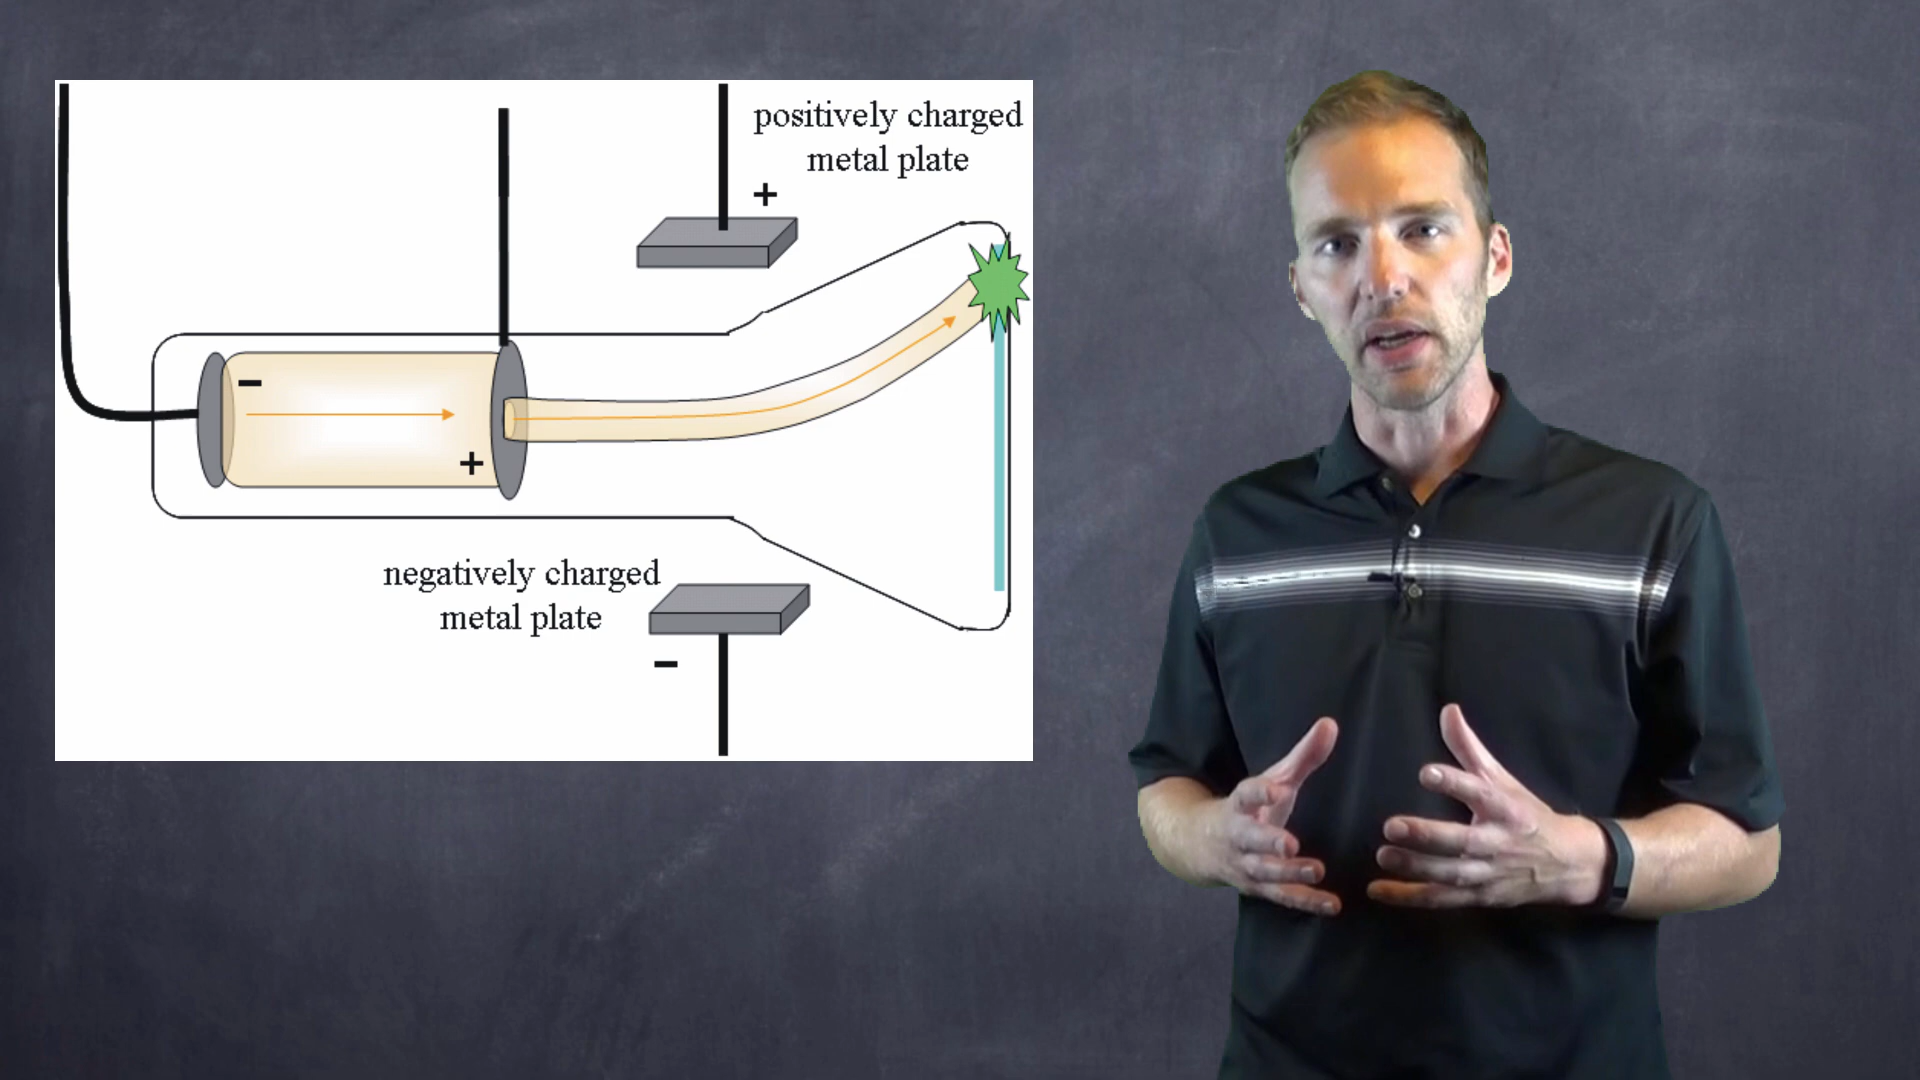 positively charged
metal plate
+
−
+
negatively charged
metal plate
−